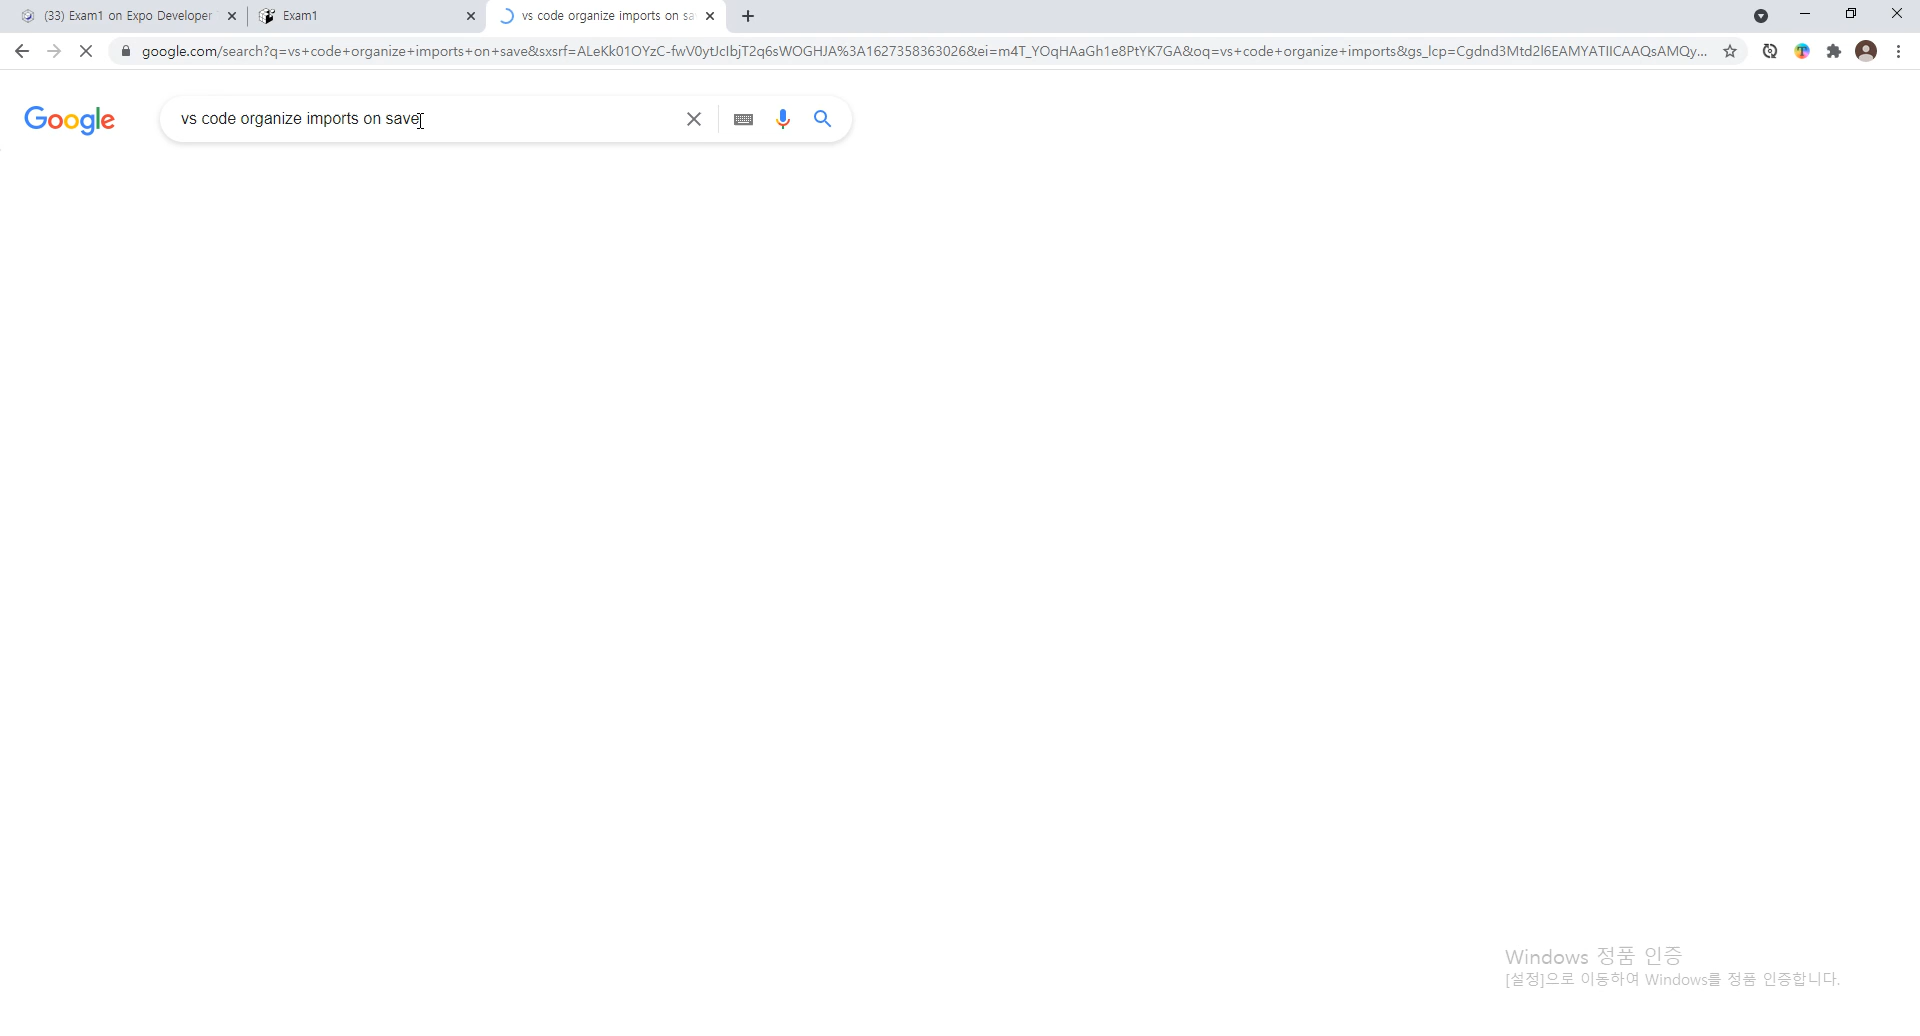 (33) Exam1 on Expo Developer
Exam1
vs code organize imports on sa
google.com/search?q=vs+code+organize+imports+on+save&sxsrf=ALeKk01OYzC-fwV0ytJcIbjT2q6sWOGHJA%3A1627358363026&ei=m4T_YOqHAaGh1e8PtYK7GA&oq=vs+code+organize+imports&gs_lcp=Cgdnd3Mtd2l6EAMYATIICAAQsAMQy...
Google
vs code organize imports on save
Windows 정품 인증
[설정]으로 이동하여 Windows를 정품 인증합니다.